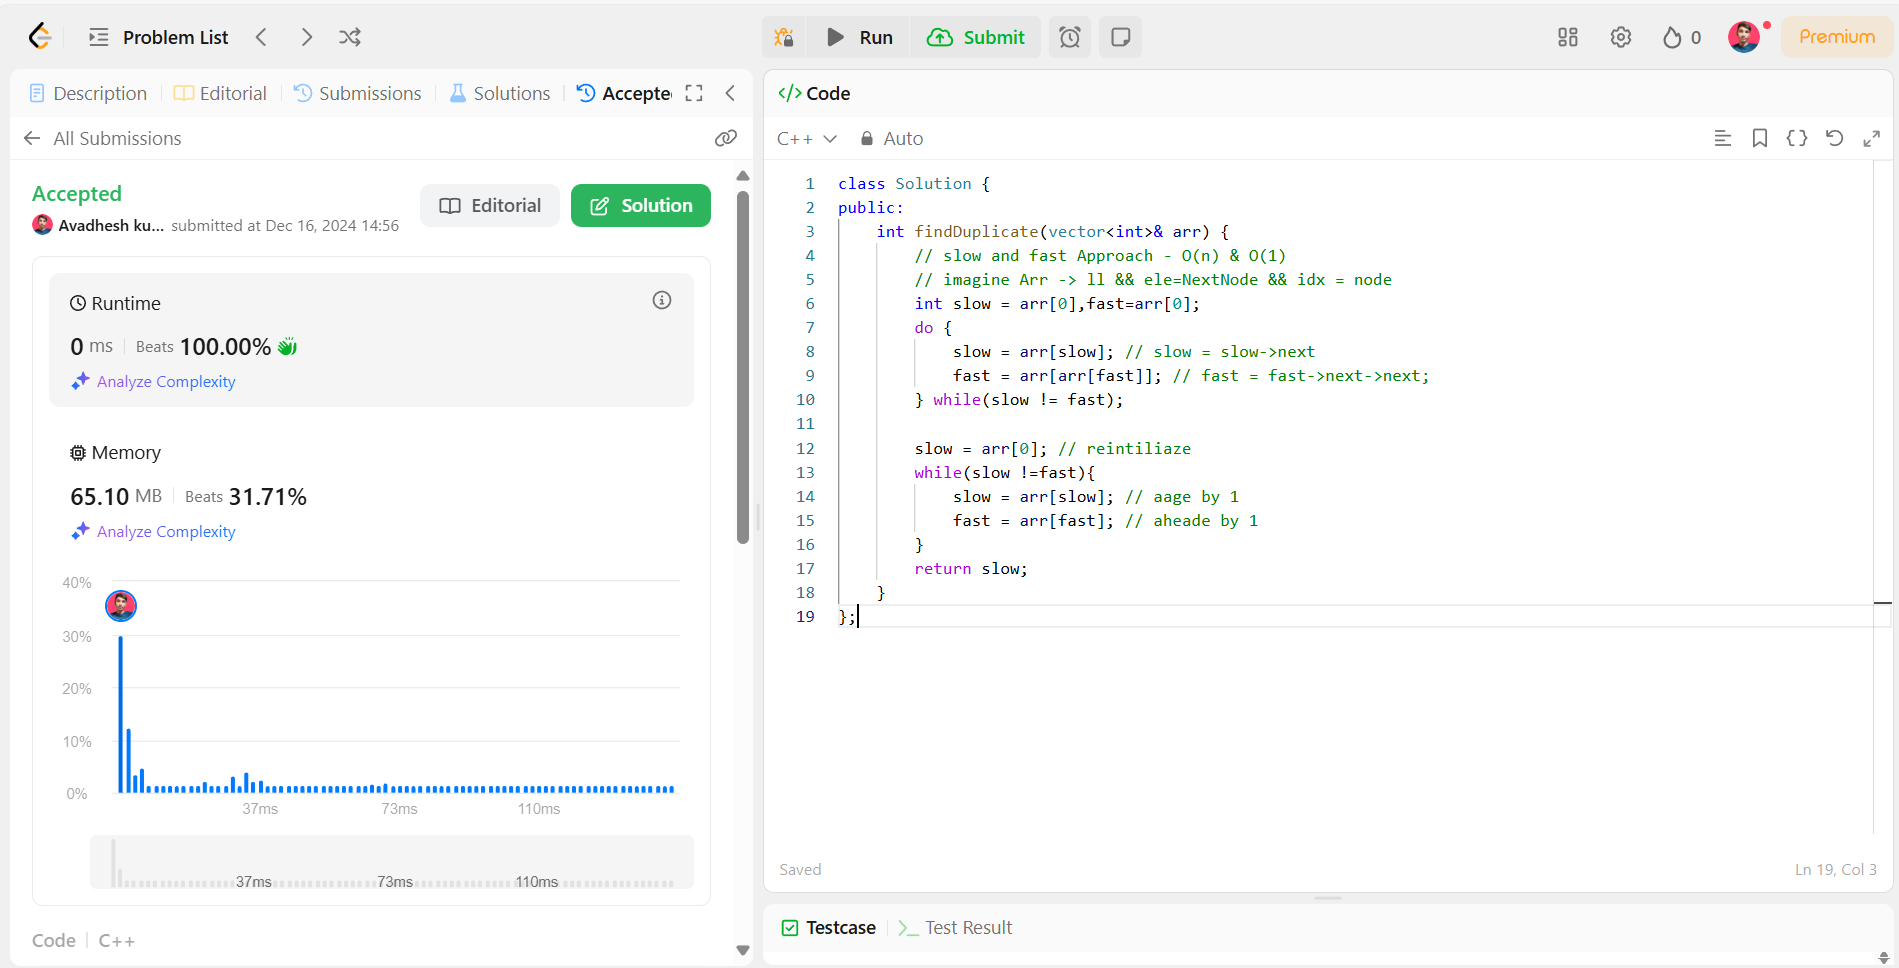 Problem List
Run
Submit
0
Premium
Description
Editorial
Submissions
Solutions
Accepte
All Submissions
Accepted
Avadhesh ku... submitted at Dec 16, 2024 14:56
Editorial
Solution
Runtime
0 ms Beats 100.00%
Analyze Complexity
Memory
65.10 MB Beats 31.71%
Analyze Complexity
40%
30%
20%
10%
0%
37ms 73ms 110ms
37ms 73ms 110ms
Code C++
</> Code
C++ Auto
1 class Solution {
2 public:
3 int findDuplicate(vector<int>& arr) {
4 // slow and fast Approach - O(n) & O(1)
5 // imagine Arr -> ll && ele=NextNode && idx = node
6 int slow = arr[0],fast=arr[0];
7 do {
8 slow = arr[slow]; // slow = slow->next
9 fast = arr[arr[fast]]; // fast = fast->next->next;
10 } while(slow != fast);
11
12 slow = arr[0]; // reintiliaze
13 while(slow !=fast){
14 slow = arr[slow]; // aage by 1
15 fast = arr[fast]; // aheade by 1
16 }
17 return slow;
18 }
19 };
Saved
Ln 19, Col 3
Testcase
Test Result